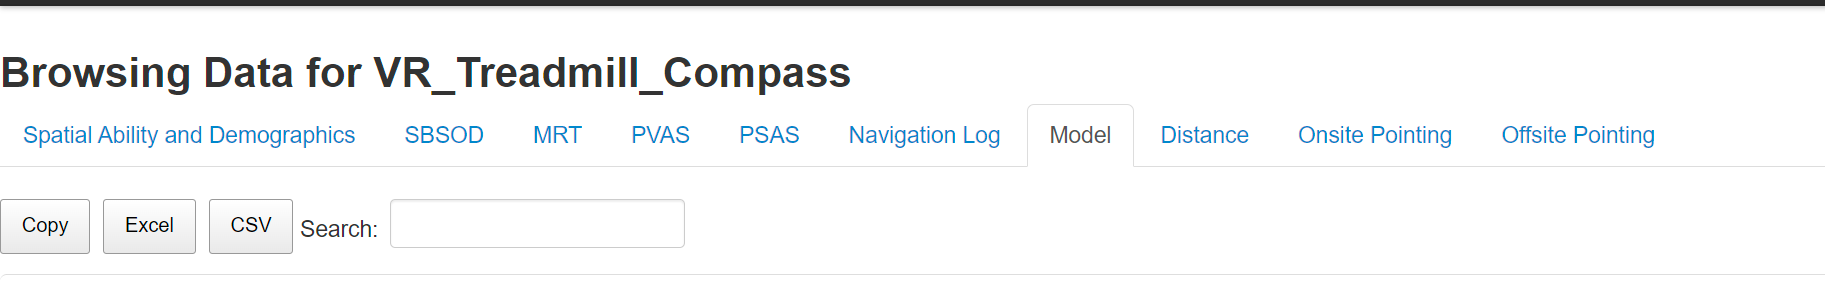 Browsing Data for VR_Treadmill_Compass
Spatial Ability and Demographics SBSOD MRT PVAS PSAS Navigation Log Model Distance Onsite Pointing Offsite Pointing
Copy Excel CSV Search: